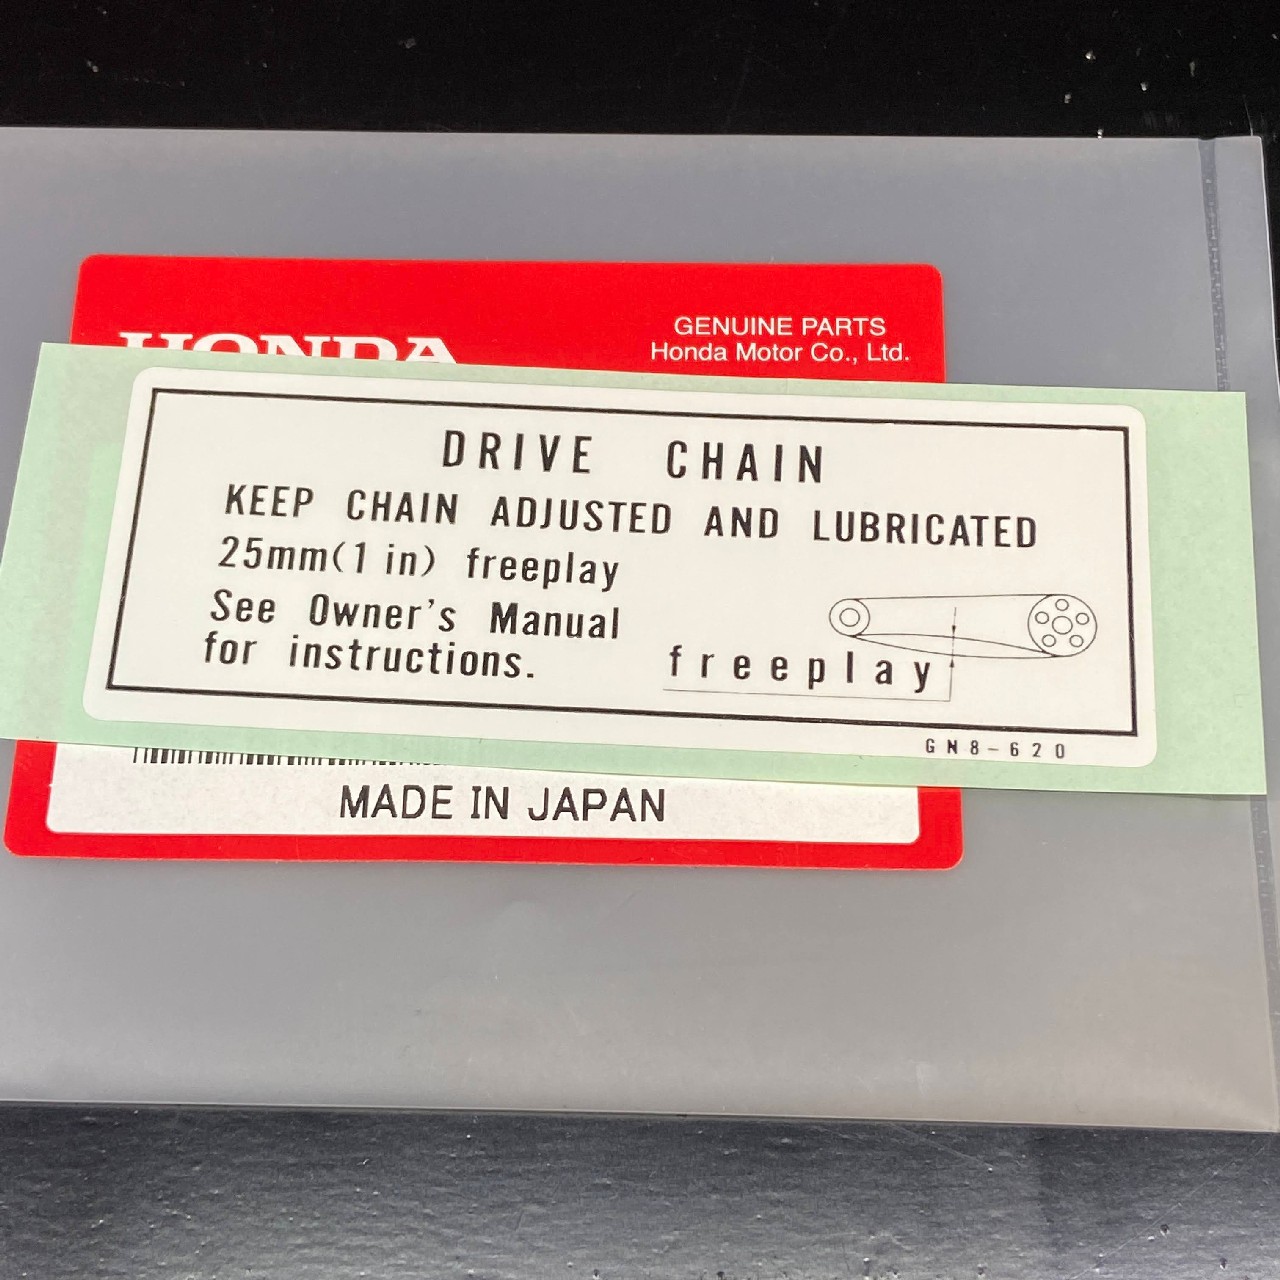 HONDA
GENUINE PARTS
Honda Motor Co., Ltd.
DRIVE CHAIN
KEEP CHAIN ADJUSTED AND LUBRICATED
25mm(1 in) freeplay
See Owner's Manual
for instructions.
freeplay
GN8-620
MADE IN JAPAN